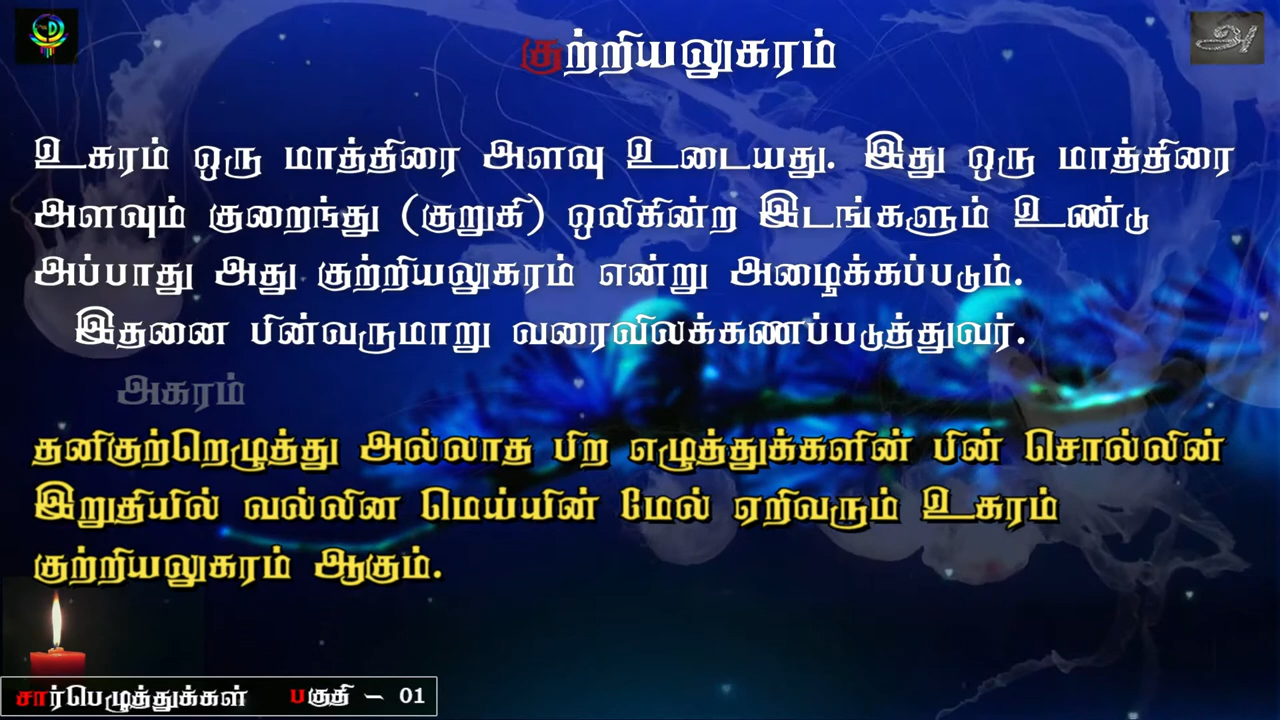 குற்றியலுகரம்
உகரம் ஒரு மாத்திரை அளவு உடையது. இது ஒரு மாத்திரை
அளவும் குறைந்து (குறுகி) ஒலிகின்ற இடங்களும் உண்டு
அப்பாது அது குற்றியலுகரம் என்று அழைக்கப்படும்.
இதனை பின்வருமாறு வரைவிலக்கணப்படுத்துவர்.
அகரம்
தனிகுற்றெழுத்து அல்லாத பிற எழுத்துக்களின் பின் சொல்லின்
இறுதியில் வல்லின மெய்யின் மேல் ஏறிவரும் உகரம்
குற்றியலுகரம் ஆகும்.
சார்பெழுத்துக்கள் பகுதி – 01
D
அ